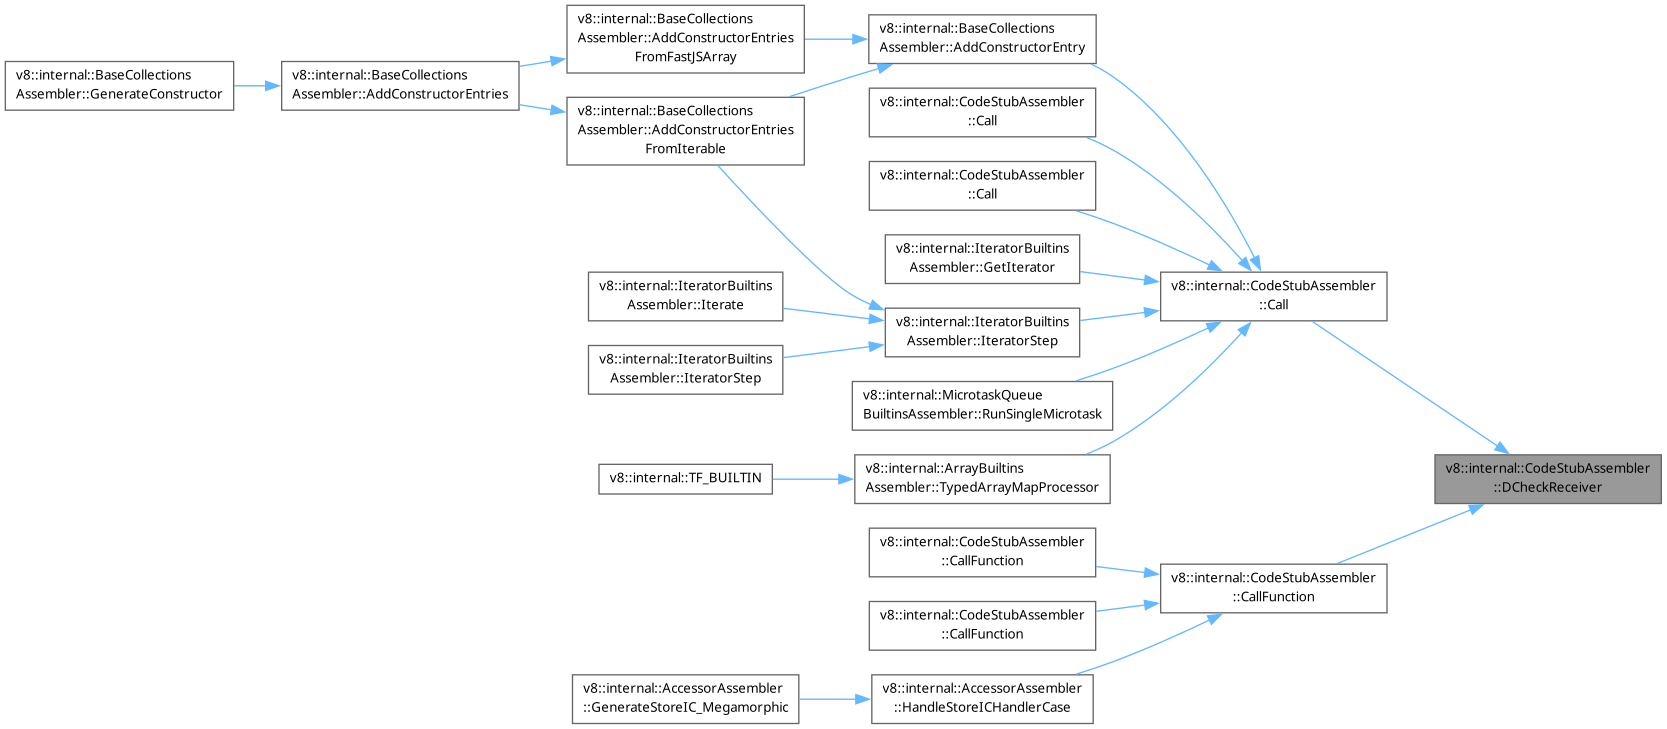 v8::internal::BaseCollections
Assembler::GenerateConstructor
v8::internal::BaseCollections
Assembler::AddConstructorEntries
v8::internal::BaseCollections
Assembler::AddConstructorEntries
FromFastJSArray
v8::internal::BaseCollections
Assembler::AddConstructorEntries
FromIterable
v8::internal::IteratorBuiltins
Assembler::Iterate
v8::internal::IteratorBuiltins
Assembler::IteratorStep
v8::internal::TF_BUILTIN
v8::internal::AccessorAssembler
::GenerateStoreIC_Megamorphic
v8::internal::BaseCollections
Assembler::AddConstructorEntry
v8::internal::CodeStubAssembler
::Call
v8::internal::CodeStubAssembler
::Call
v8::internal::IteratorBuiltins
Assembler::GetIterator
v8::internal::IteratorBuiltins
Assembler::IteratorStep
v8::internal::MicrotaskQueue
BuiltinsAssembler::RunSingleMicrotask
v8::internal::ArrayBuiltins
Assembler::TypedArrayMapProcessor
v8::internal::CodeStubAssembler
::CallFunction
v8::internal::CodeStubAssembler
::CallFunction
v8::internal::AccessorAssembler
::HandleStoreICHandlerCase
v8::internal::CodeStubAssembler
::Call
v8::internal::CodeStubAssembler
::CallFunction
v8::internal::CodeStubAssembler
::DCheckReceiver